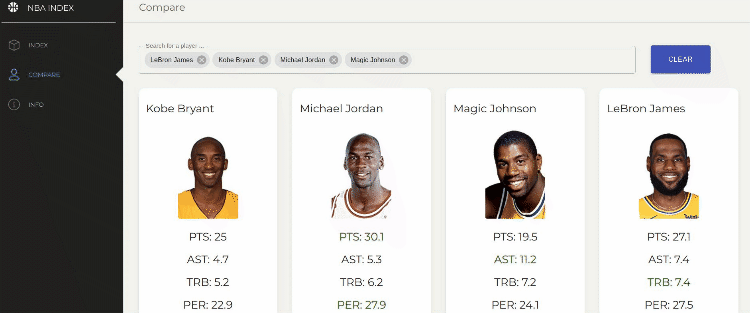 NBA INDEX
INDEX
COMPARE
INFO
Compare
Search for a player ...
LeBron James Kobe Bryant Michael Jordan Magic Johnson
CLEAR
Kobe Bryant
PTS: 25
AST: 4.7
TRB: 5.2
PER: 22.9
Michael Jordan
PTS: 30.1
AST: 5.3
TRB: 6.2
PER: 27.9
Magic Johnson
PTS: 19.5
AST: 11.2
TRB: 7.2
PER: 24.1
LeBron James
PTS: 27.1
AST: 7.4
TRB: 7.4
PER: 27.5